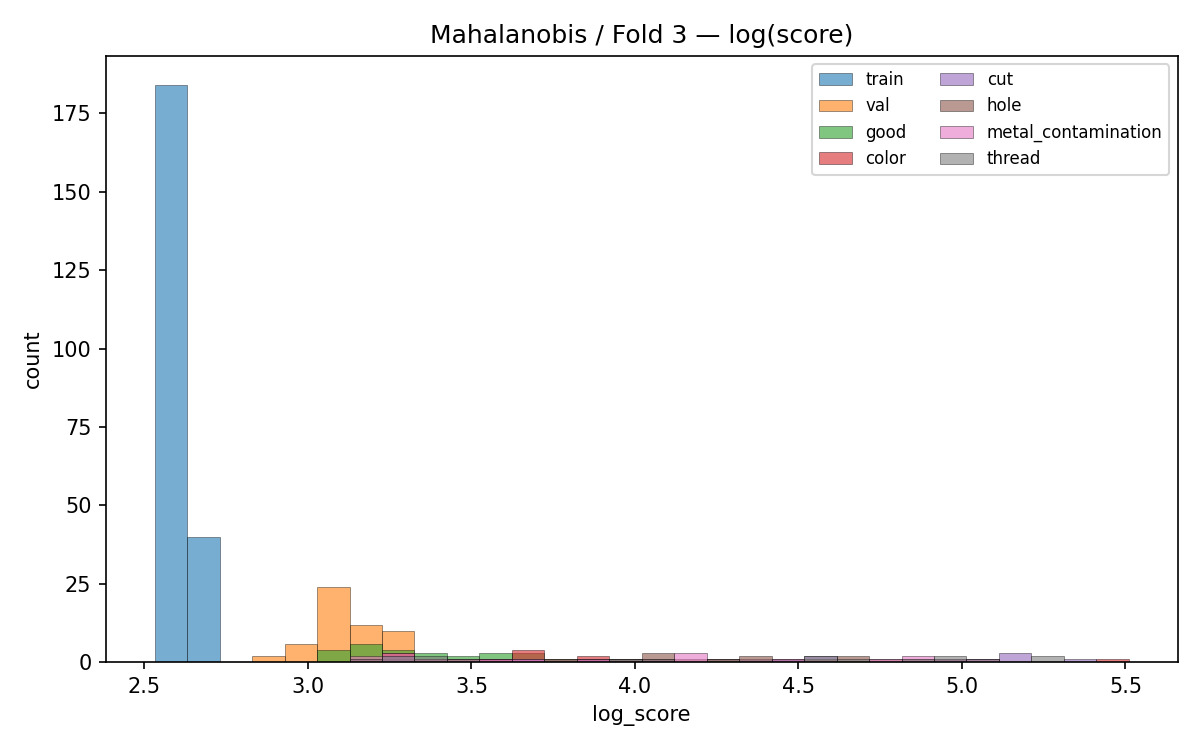 Mahalanobis / Fold 3 — log(score)
train
val
good
color
cut
hole
metal_contamination
thread
count
175
150
125
100
75
50
25
0
2.5 3.0 3.5 4.0 4.5 5.0 5.5
log_score